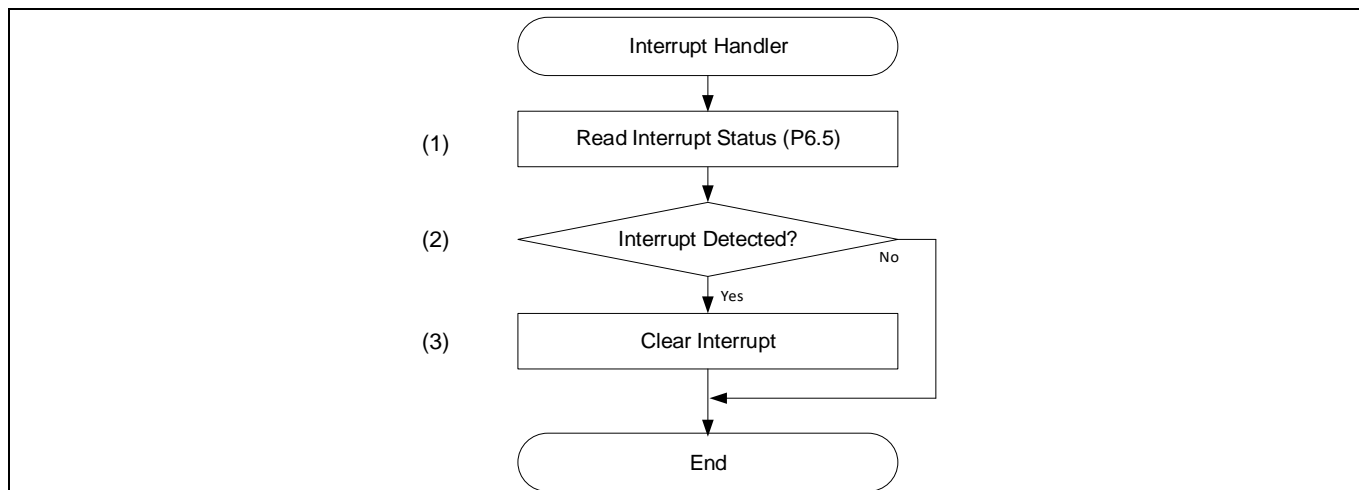 Interrupt Handler
(1)
Read Interrupt Status (P6.5)
(2)
Interrupt Detected?
No
Yes
(3)
Clear Interrupt
End